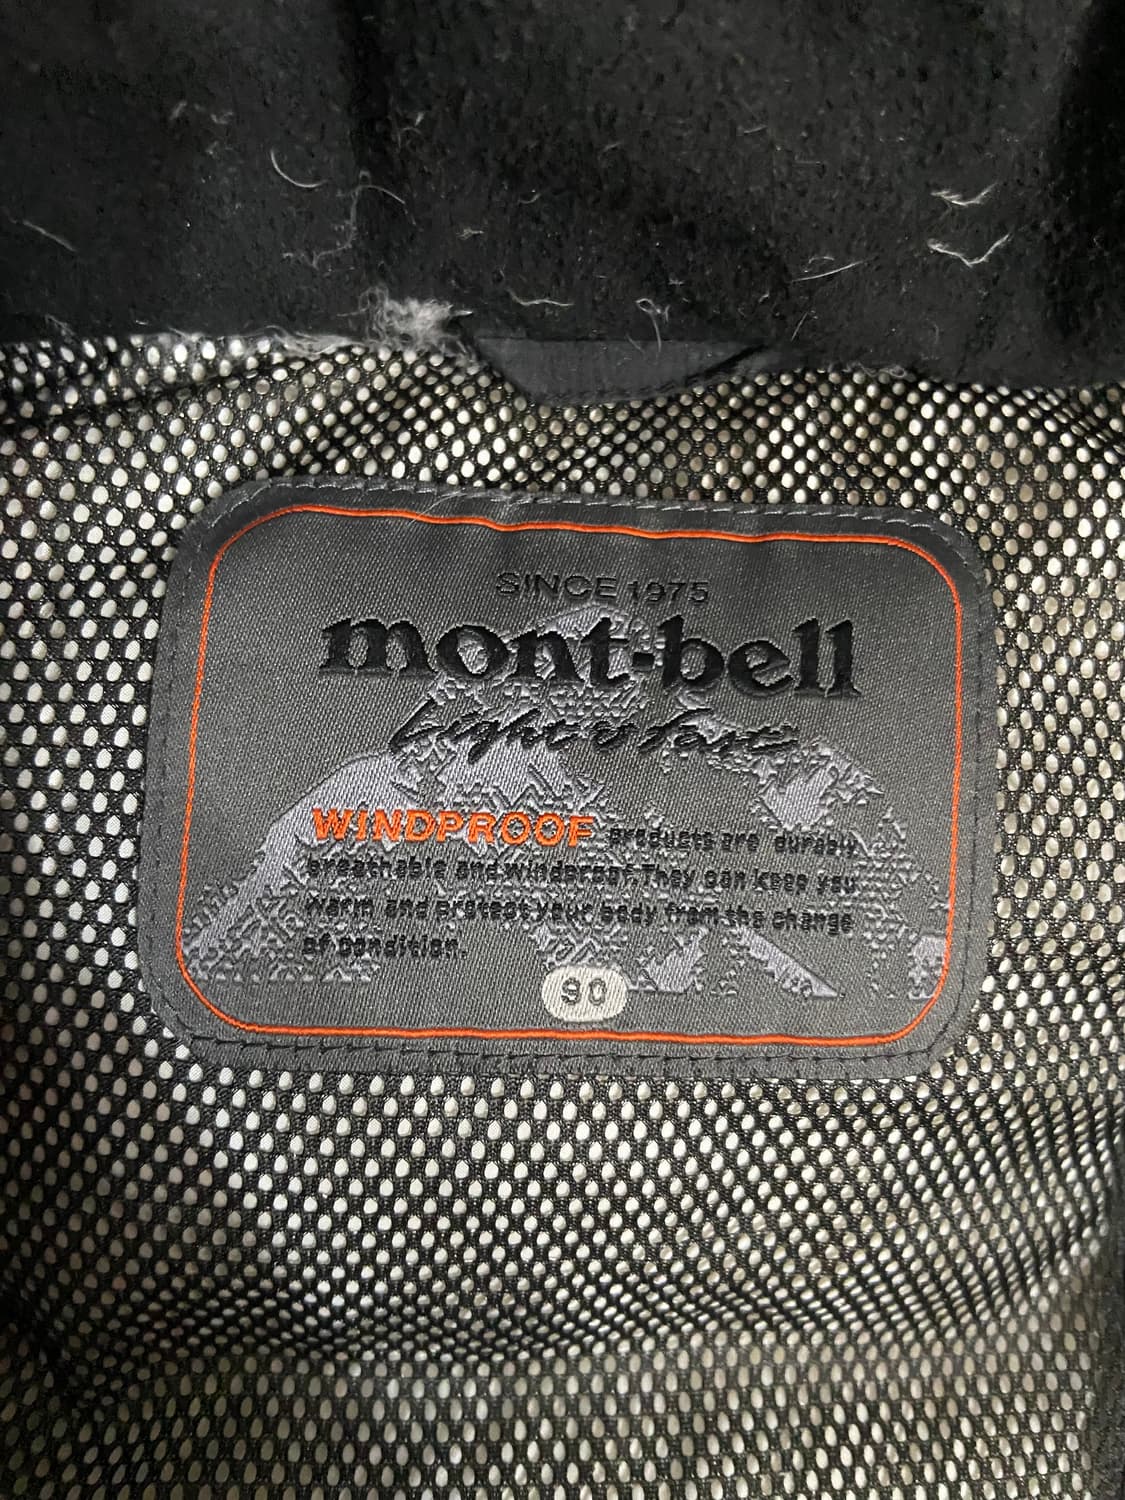 SINCE 1975
mont-bell
Light & Fast
WINDPROOF products are durably
breathable and windproof. They can keep you
warm and protect your body from the change
of condition.
90